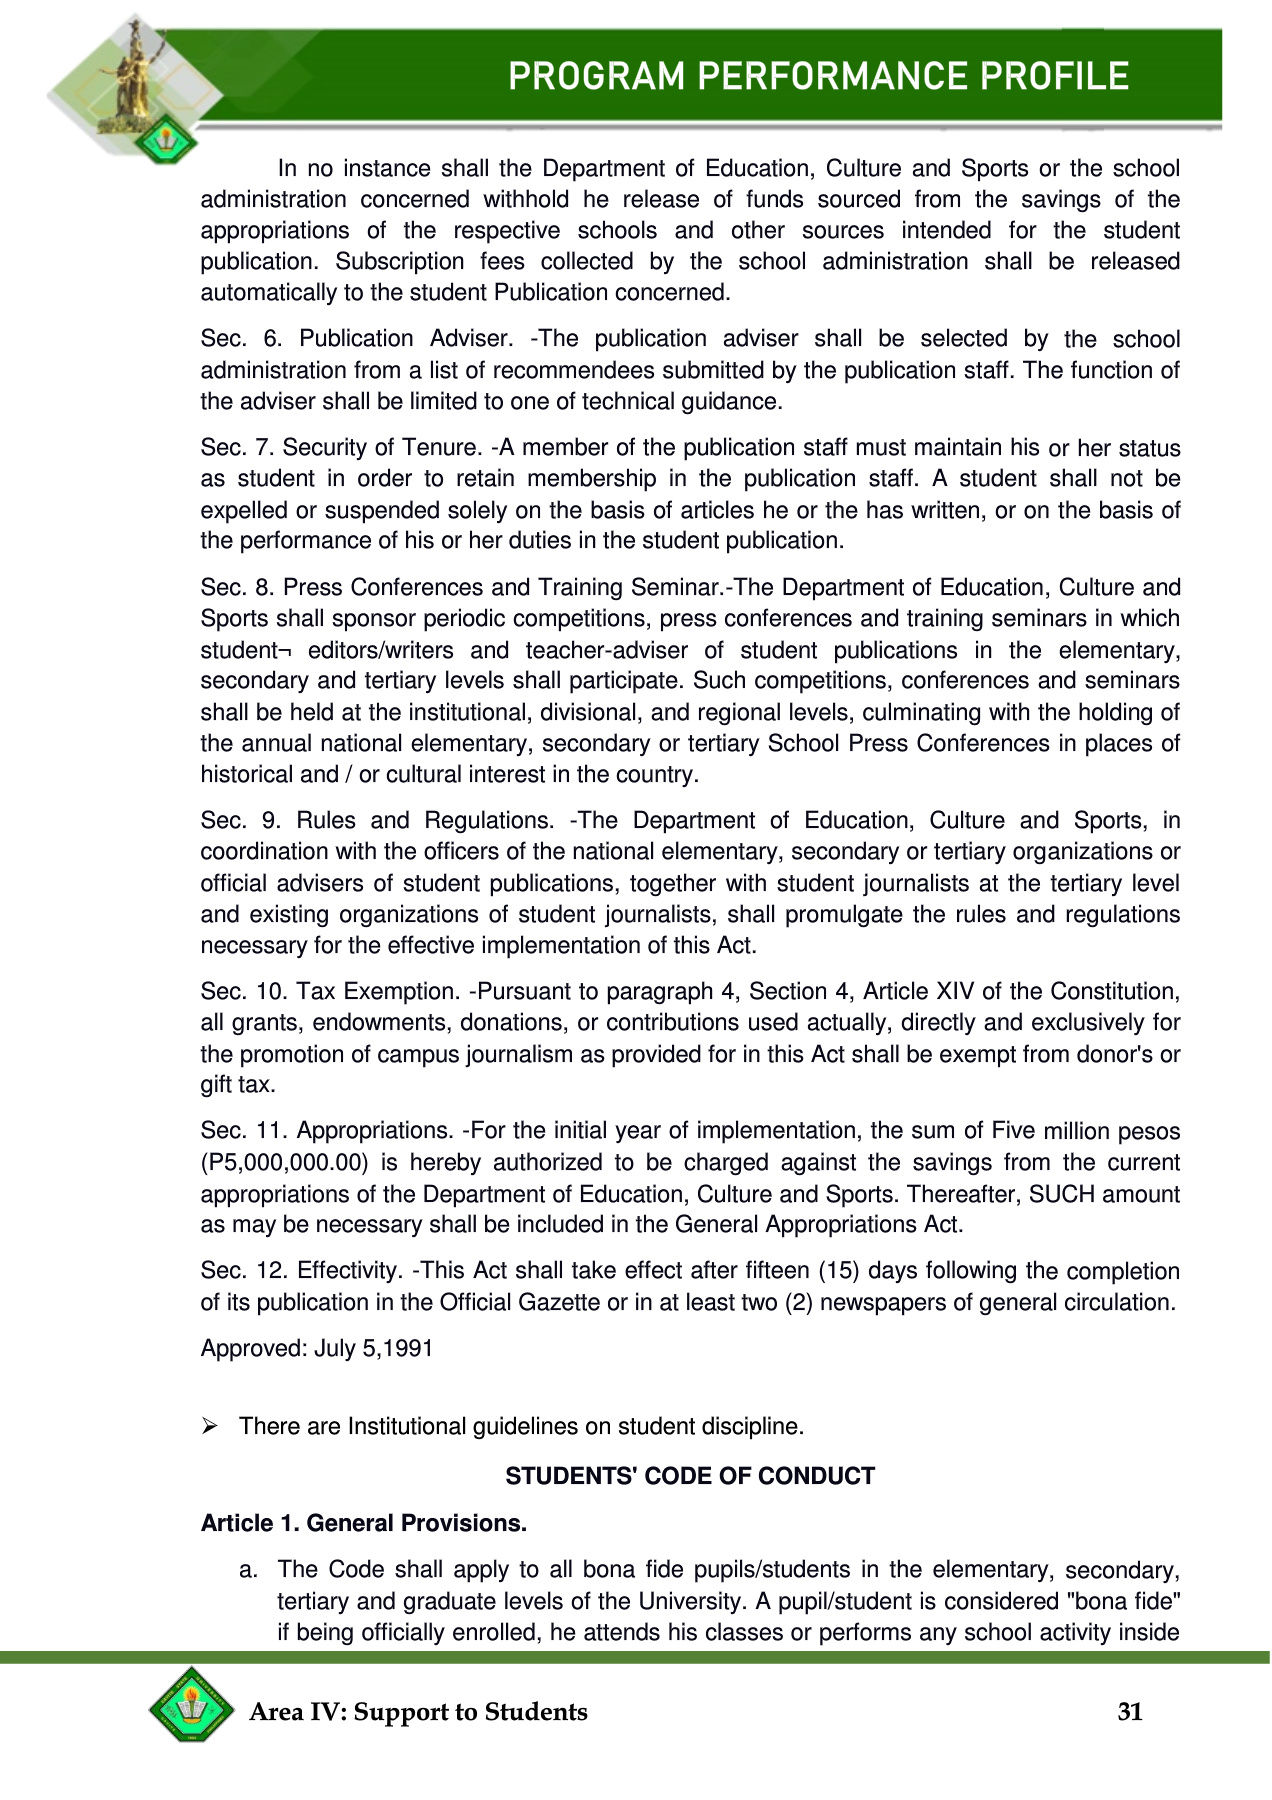 PROGRAM PERFORMANCE PROFILE
In no instance shall the Department of Education, Culture and Sports or the school
administration concerned withhold he release of funds sourced from the savings of the
appropriations of the respective schools and other sources intended for the student
publication. Subscription fees collected by the school administration shall be released
automatically to the student Publication concerned.
Sec. 6. Publication Adviser. -The publication adviser shall be selected by the school
administration from a list of recommendees submitted by the publication staff. The function of
the adviser shall be limited to one of technical guidance.
Sec. 7. Security of Tenure. -A member of the publication staff must maintain his or her status
as student in order to retain membership in the publication staff. A student shall not be
expelled or suspended solely on the basis of articles he or the has written, or on the basis of
the performance of his or her duties in the student publication.
Sec. 8. Press Conferences and Training Seminar.-The Department of Education, Culture and
Sports shall sponsor periodic competitions, press conferences and training seminars in which
student¬ editors/writers and teacher-adviser of student publications in the elementary,
secondary and tertiary levels shall participate. Such competitions, conferences and seminars
shall be held at the institutional, divisional, and regional levels, culminating with the holding of
the annual national elementary, secondary or tertiary School Press Conferences in places of
historical and / or cultural interest in the country.
Sec. 9. Rules and Regulations. -The Department of Education, Culture and Sports, in
coordination with the officers of the national elementary, secondary or tertiary organizations or
official advisers of student publications, together with student journalists at the tertiary level
and existing organizations of student journalists, shall promulgate the rules and regulations
necessary for the effective implementation of this Act.
Sec. 10. Tax Exemption. -Pursuant to paragraph 4, Section 4, Article XIV of the Constitution,
all grants, endowments, donations, or contributions used actually, directly and exclusively for
the promotion of campus journalism as provided for in this Act shall be exempt from donor's or
gift tax.
Sec. 11. Appropriations. -For the initial year of implementation, the sum of Five million pesos
(P5,000,000.00) is hereby authorized to be charged against the savings from the current
appropriations of the Department of Education, Culture and Sports. Thereafter, SUCH amount
as may be necessary shall be included in the General Appropriations Act.
Sec. 12. Effectivity. -This Act shall take effect after fifteen (15) days following the completion
of its publication in the Official Gazette or in at least two (2) newspapers of general circulation.
Approved: July 5,1991
➢ There are Institutional guidelines on student discipline.
STUDENTS' CODE OF CONDUCT
Article 1. General Provisions.
a. The Code shall apply to all bona fide pupils/students in the elementary, secondary,
tertiary and graduate levels of the University. A pupil/student is considered "bona fide"
if being officially enrolled, he attends his classes or performs any school activity inside
Area IV: Support to Students 31